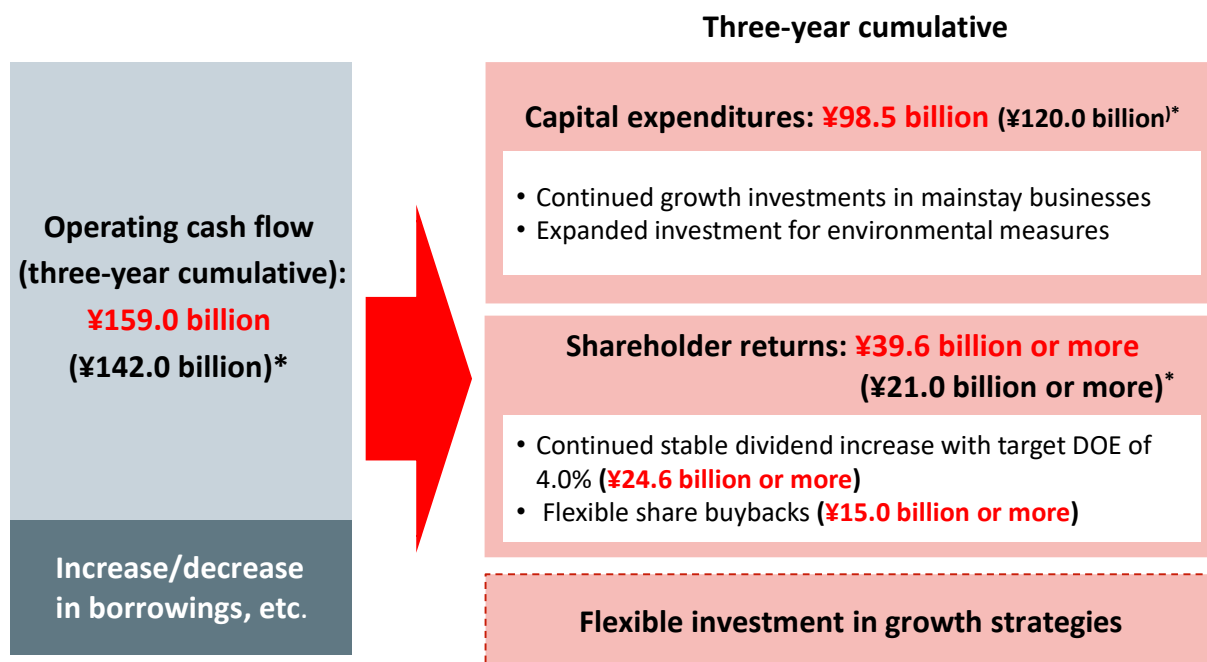 Three-year cumulative
Operating cash flow
(three-year cumulative):
¥159.0 billion
(¥142.0 billion)*
Increase/decrease
in borrowings, etc.
Capital expenditures: ¥98.5 billion (¥120.0 billion)*
• Continued growth investments in mainstay businesses
• Expanded investment for environmental measures
Shareholder returns: ¥39.6 billion or more
(¥21.0 billion or more)*
• Continued stable dividend increase with target DOE of
4.0% (¥24.6 billion or more)
• Flexible share buybacks (¥15.0 billion or more)
Flexible investment in growth strategies